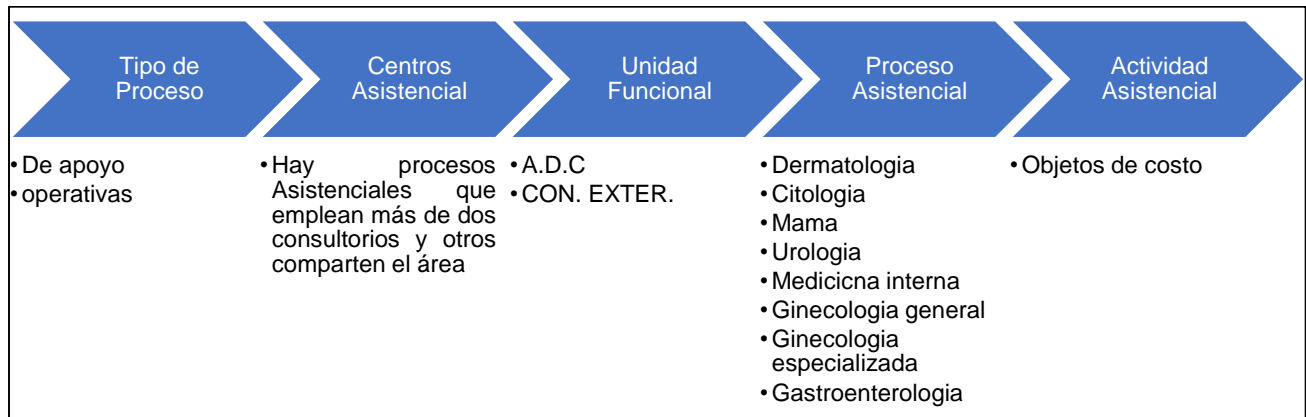 Tipo de
Proceso
Centros
Asistencial
Unidad
Funcional
Proceso
Asistencial
Actividad
Asistencial
• De apoyo
• operativas
• Hay procesos
Asistenciales que
emplean más de dos
consultorios y otros
comparten el área
• A.D.C
• CON. EXTER.
• Dermatologia
• Citologia
• Mama
• Urologia
• Medicicna interna
• Ginecologia general
• Ginecologia
especializada
• Gastroenterologia
• Objetos de costo